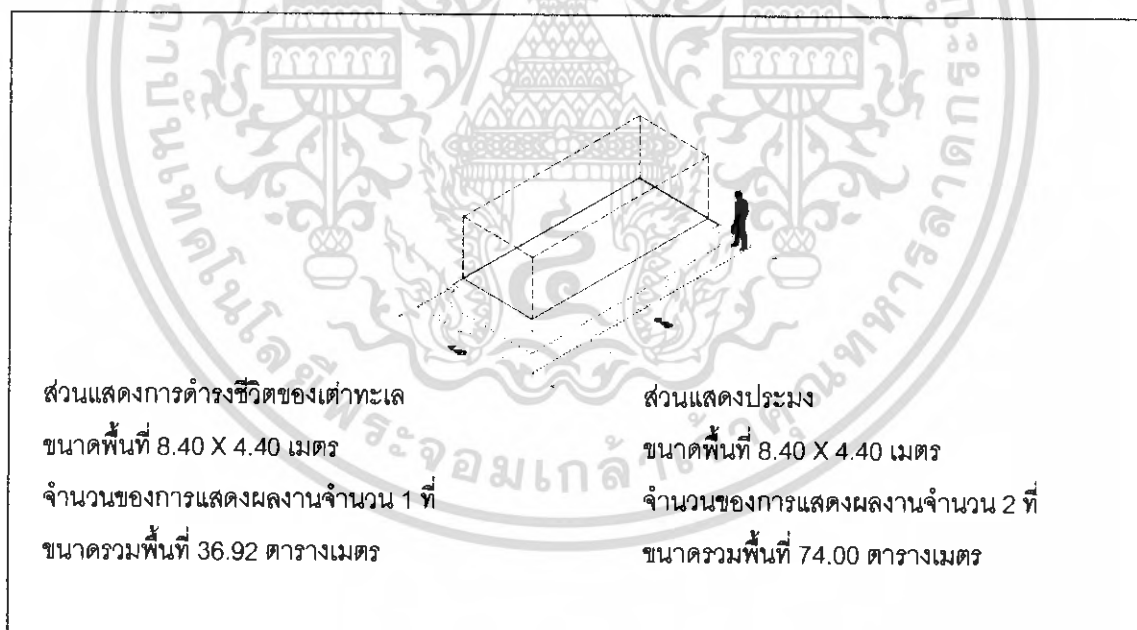 ส่วนแสดงการดำรงชีวิตของเต่าทะเล
ขนาดพื้นที่ 8.40 X 4.40 เมตร
จำนวนของการแสดงผลงานจำนวน 1 ที่
ขนาดรวมพื้นที่ 36.92 ตารางเมตร
ส่วนแสดงประมง
ขนาดพื้นที่ 8.40 X 4.40 เมตร
จำนวนของการแสดงผลงานจำนวน 2 ที่
ขนาดรวมพื้นที่ 74.00 ตารางเมตร